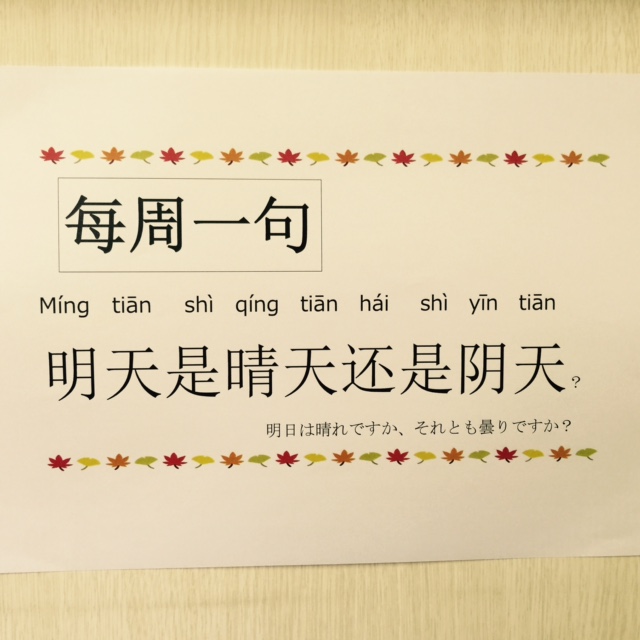 每周一句
Míng tiān shì qíng tiān hái shì yīn tiān
明天是晴天还是阴天？
明日は晴れですか、それとも曇りですか？